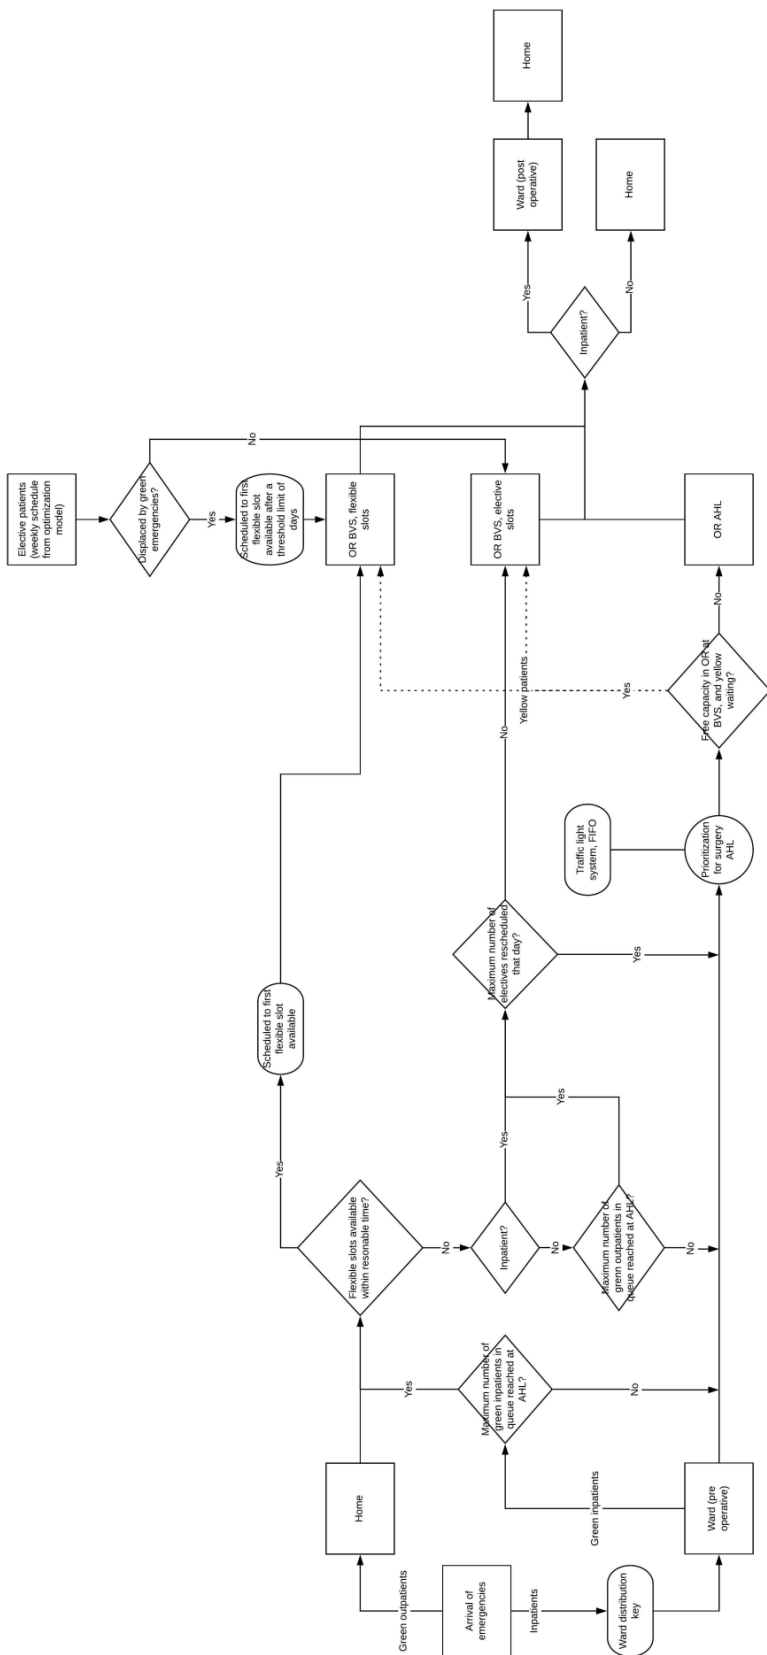 Elective patients
(weekly schedule
from optimization
model)
Displaced by green
emergencies?
Yes
No
Scheduled to first
flexible slot
available after a
threshold limit of
days
OR BVS, flexible
slots
OR BVS, elective
slots
OR AHL
Inpatient?
Yes
No
Ward (post
operative)
Home
Home
Arrival of
emergencies
Green outpatients
Inpatients
Home
Ward distribution
key
Ward (pre
operative)
Green inpatients
Maximum number of
green inpatients in
queue reached at
AHL?
Yes
No
Flexible slots available
within resonable time?
Yes
No
Scheduled to first
flexible slot
available
Inpatient?
Yes
No
Maximum number of
grenn outpatients in
queue reached at AHL?
Yes
No
Maximum number of
electives rescheduled
that day?
No
Yes
Traffic light
system, FIFO
Prioritization
for surgery
AHL
Free capacity in OR at
BVS, and yellow
waiting?
Yes
No
Yellow patients